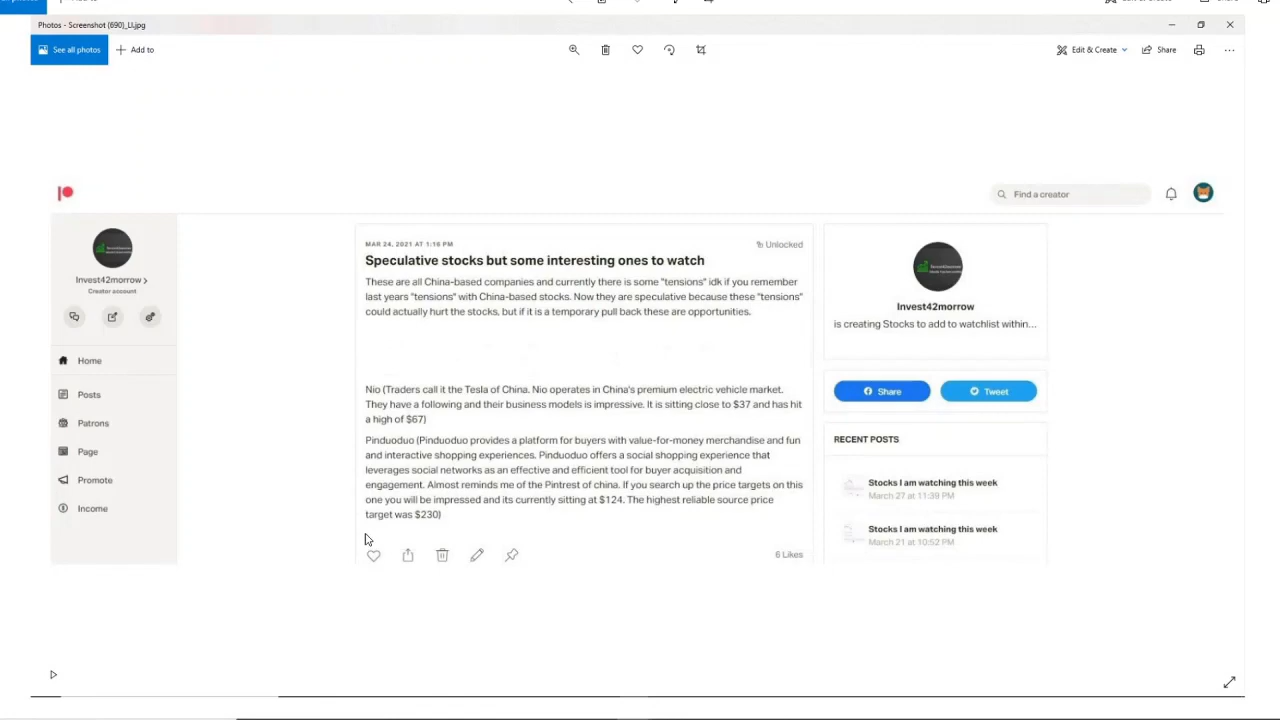 Photos - Screenshot (690)_LI.jpg
See all photos
Add to
Edit & Create
Share
Find a creator
Invest42morrow
Creator account
Home
Posts
Patrons
Page
Promote
Income
MAR 24, 2021 AT 1:16 PM
Unlocked
Speculative stocks but some interesting ones to watch
These are all China-based companies and currently there is some "tensions" idk if you remember
last years "tensions" with China-based stocks. Now they are speculative because these "tensions"
could actually hurt the stocks, but if it is a temporary pull back these are opportunities.
Nio (Traders call it the Tesla of China. Nio operates in China's premium electric vehicle market.
They have a following and their business models is impressive. It is sitting close to $37 and has hit
a high of $67)
Pinduoduo (Pinduoduo provides a platform for buyers with value-for-money merchandise and fun
and interactive shopping experiences. Pinduoduo offers a social shopping experience that
leverages social networks as an effective and efficient tool for buyer acquisition and
engagement. Almost reminds me of the Pintrest of china. If you search up the price targets on this
one you will be impressed and its currently sitting at $124. The highest reliable source price
target was $230)
6 Likes
Invest42morrow
is creating Stocks to add to watchlist within...
Share
Tweet
RECENT POSTS
Stocks I am watching this week
March 27 at 11:39 PM
Stocks I am watching this week
March 21 at 10:52 PM